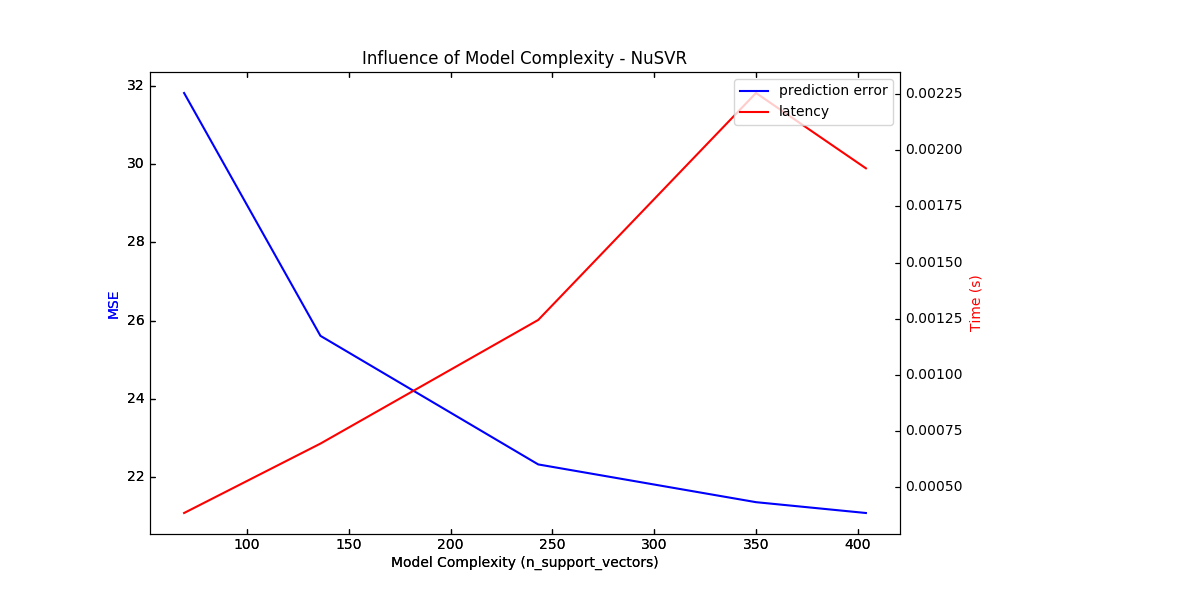 Influence of Model Complexity - NuSVR
prediction error
latency
32
30
28
26
24
22
MSE
0.00225
0.00200
0.00175
0.00150
0.00125
0.00100
0.00075
0.00050
Time (s)
100 150 200 250 300 350 400
Model Complexity (n_support_vectors)